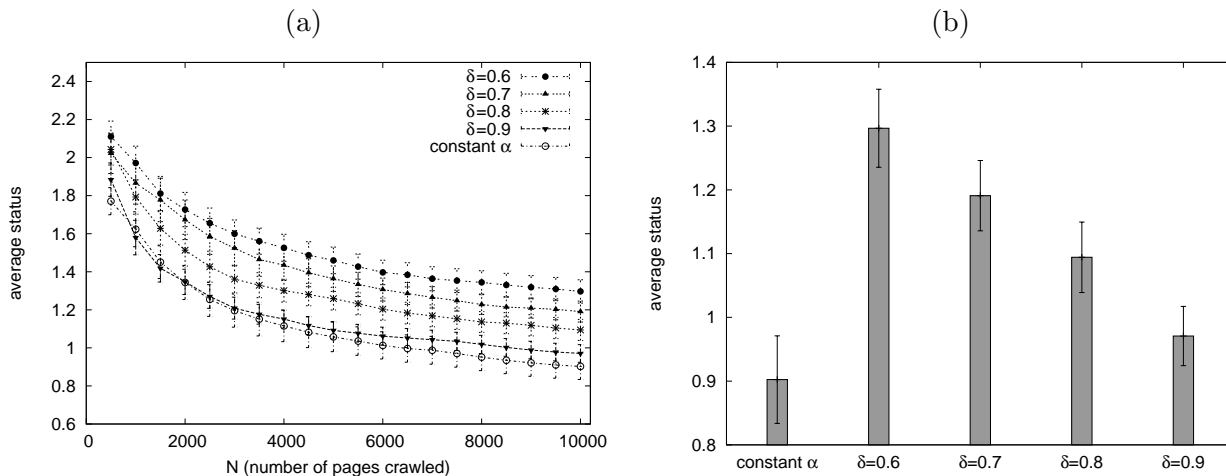 (a)
2.4
2.2
2
1.8
1.6
1.4
1.2
1
0.8
0.6
average status
δ=0.6
δ=0.7
δ=0.8
δ=0.9
constant α
0 2000 4000 6000 8000 10000
N (number of pages crawled)
(b)
1.4
1.3
1.2
1.1
1
0.9
0.8
average status
constant α δ=0.6 δ=0.7 δ=0.8 δ=0.9